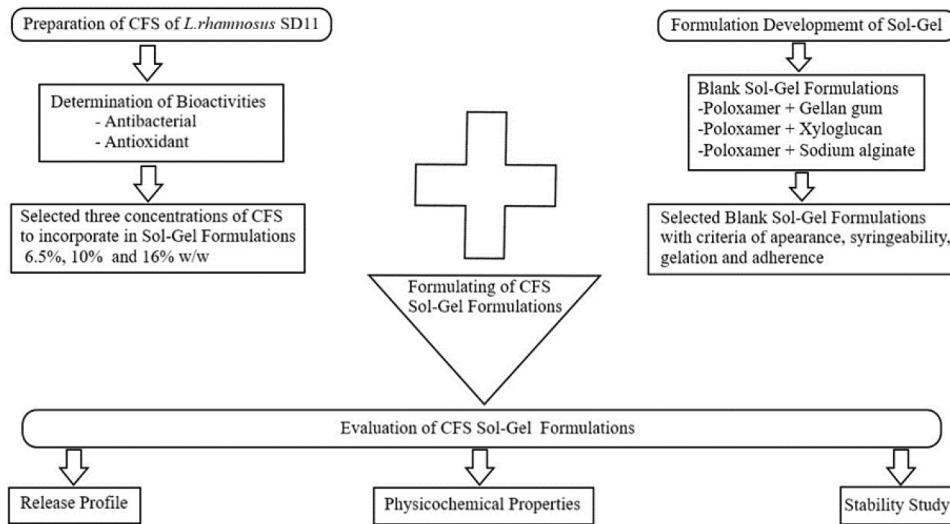 Preparation of CFS of L.rhamnosus SD11
Determination of Bioactivities
- Antibacterial
- Antioxidant
Selected three concentrations of CFS
to incorporate in Sol-Gel Formulations
6.5%, 10% and 16% w/w
Formulation Developmemt of Sol-Gel
Blank Sol-Gel Formulations
-Poloxamer + Gellan gum
-Poloxamer + Xyloglucan
-Poloxamer + Sodium alginate
Selected Blank Sol-Gel Formulations
with criteria of apearance, syringeability,
gelation and adherence
Formulating of CFS
Sol-Gel Formulations
Evaluation of CFS Sol-Gel Formulations
Release Profile
Physicochemical Properties
Stability Study